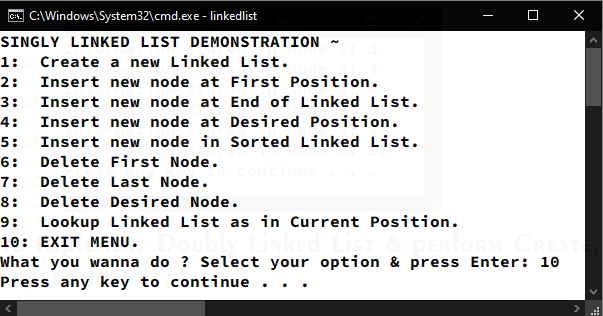 C:\Windows\System32\cmd.exe - linkedlist
SINGLY LINKED LIST DEMONSTRATION ~
1:  Create a new Linked List.
2:  Insert new node at First Position.
3:  Insert new node at End of Linked List.
4:  Insert new node at Desired Position.
5:  Insert new node in Sorted Linked List.
6:  Delete First Node.
7:  Delete Last Node.
8:  Delete Desired Node.
9:  Lookup Linked List as in Current Position.
10: EXIT MENU.
What you wanna do ? Select your option & press Enter: 10
Press any key to continue . . .